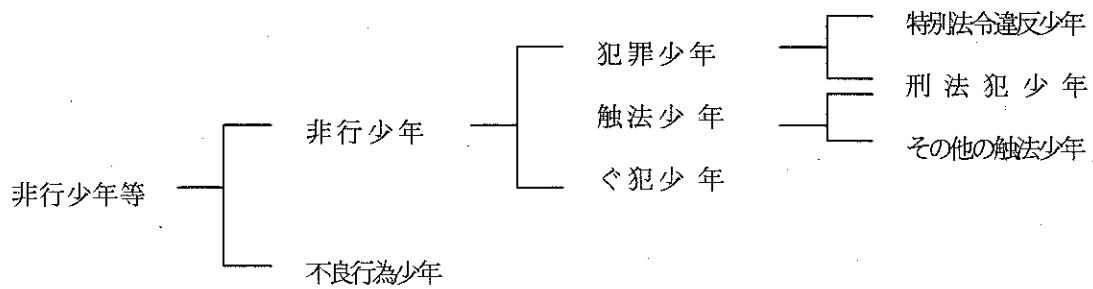 特別法令違反少年
犯罪少年
刑法犯少年
触法少年
非行少年
その他の触法少年
ぐ犯少年
非行少年等
不良行為少年